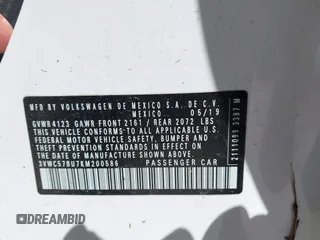 MFD BY VOLKSWAGEN DE MEXICO S.A. DE C.V.
MEXICO 05/19
GVWR4123 GAWR FRONT 2161 / REAR 2072 LBS
THIS VEHICLE CONFORMS TO ALL APPLICABLE
FEDERAL MOTOR VEHICLE SAFETY, BUMPER AND
THEFT PREVENTION STANDARDS IN EFFECT ON
THE DATE OF MANUFACTURE SHOWN ABOVE.
3VWC57BU7KM200586 PASSENGER CAR
2111099 3387 M
DREAMBID